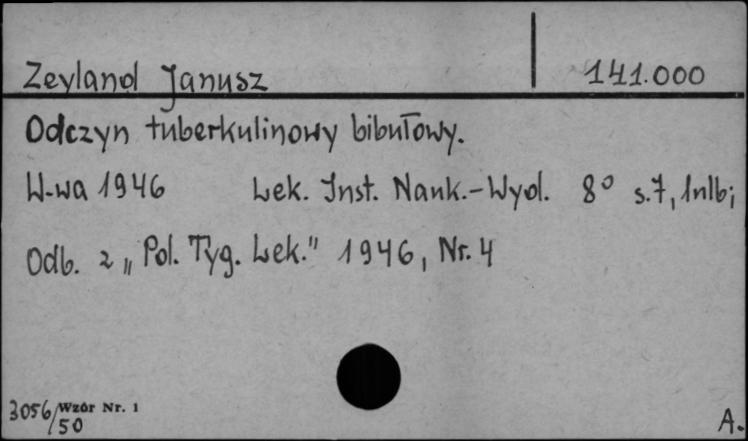 Zeyland Janusz 141.000
Odczyn tuberkulinowy bibułowy.
W-wa 1946 Lek. Inst. Nauk.-Wyd. 8° s.7, 1nlb;
Odb. z „Pol. Tyg. Lek." 1946, Nr. 4
3056/50 Wzór Nr. 1
A.